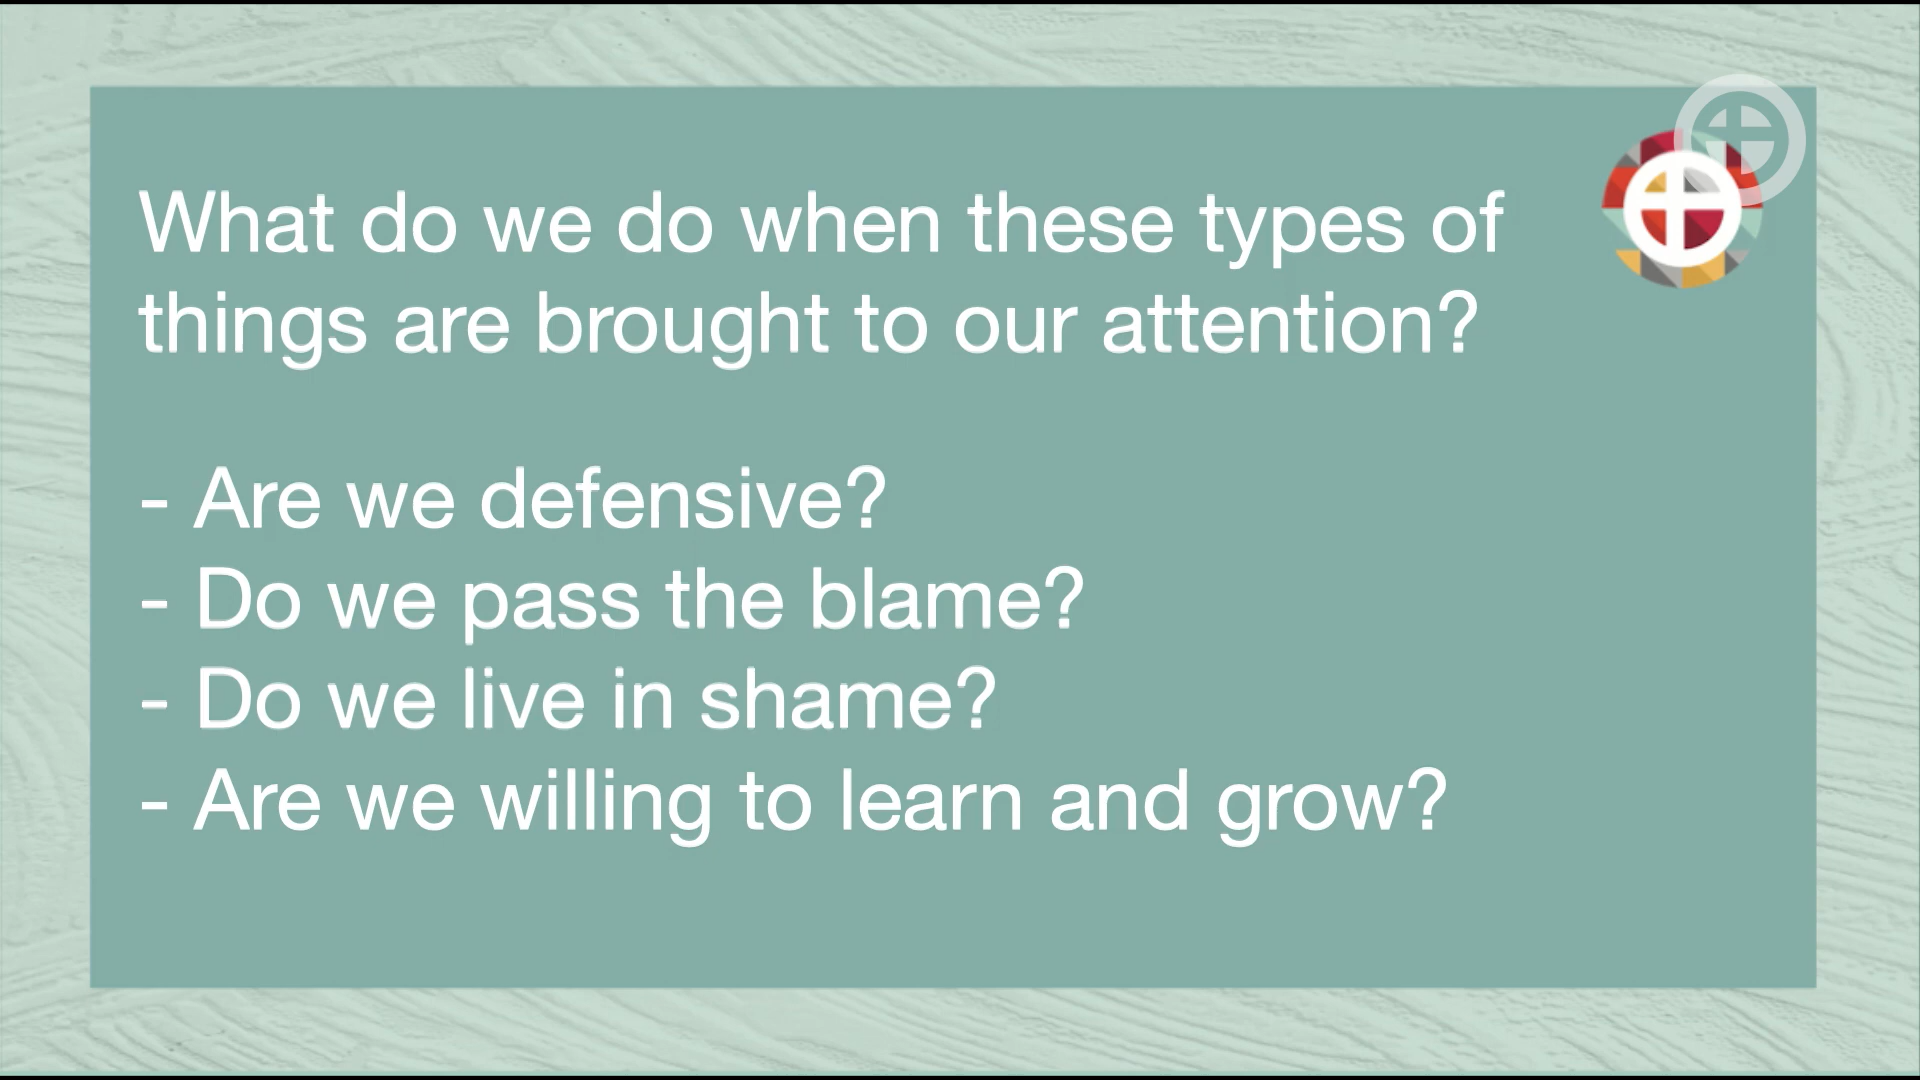 What do we do when these types of
things are brought to our attention?
- Are we defensive?
- Do we pass the blame?
- Do we live in shame?
- Are we willing to learn and grow?